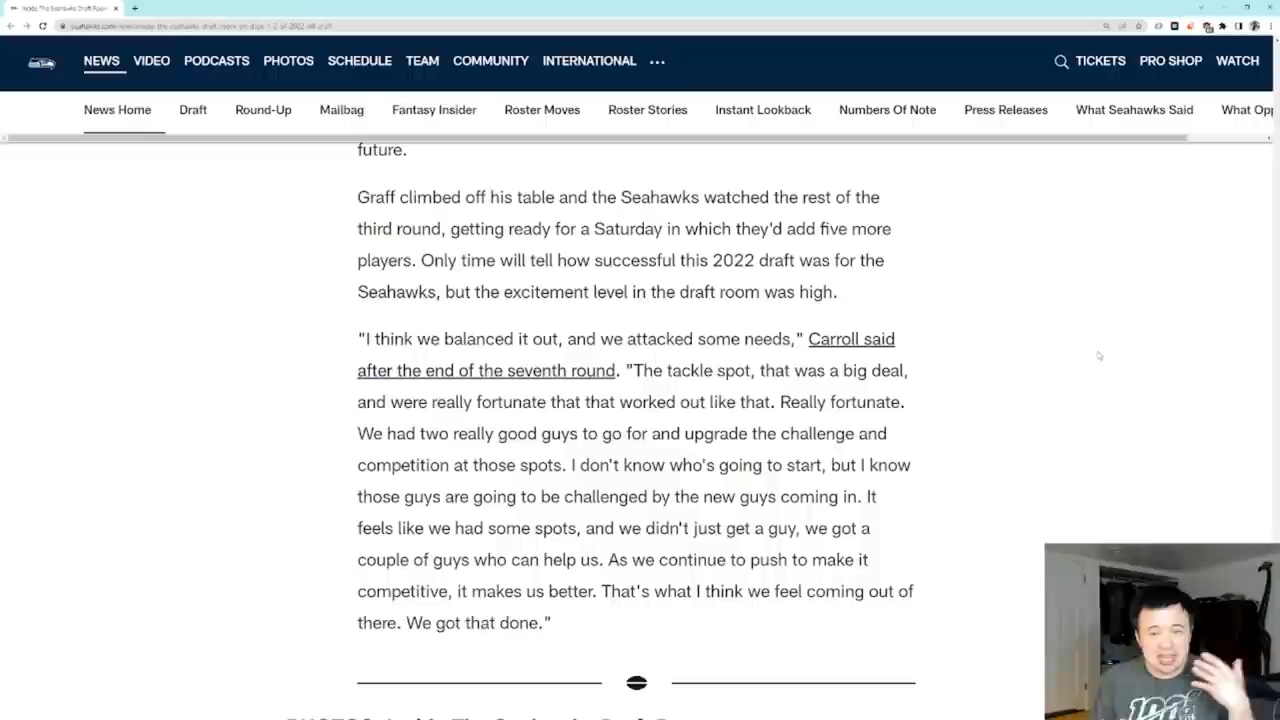 Inside The Seahawks Draft Room
NEWS VIDEO PODCASTS PHOTOS SCHEDULE TEAM COMMUNITY INTERNATIONAL ... TICKETS PRO SHOP WATCH
News Home Draft Round-Up Mailbag Fantasy Insider Roster Moves Roster Stories Instant Lookback Numbers Of Note Press Releases What Seahawks Said What Opp
future.
Graff climbed off his table and the Seahawks watched the rest of the
third round, getting ready for a Saturday in which they'd add five more
players. Only time will tell how successful this 2022 draft was for the
Seahawks, but the excitement level in the draft room was high.
"I think we balanced it out, and we attacked some needs," Carroll said
after the end of the seventh round. "The tackle spot, that was a big deal,
and were really fortunate that that worked out like that. Really fortunate.
We had two really good guys to go for and upgrade the challenge and
competition at those spots. I don't know who's going to start, but I know
those guys are going to be challenged by the new guys coming in. It
feels like we had some spots, and we didn't just get a guy, we got a
couple of guys who can help us. As we continue to push to make it
competitive, it makes us better. That's what I think we feel coming out of
there. We got that done."